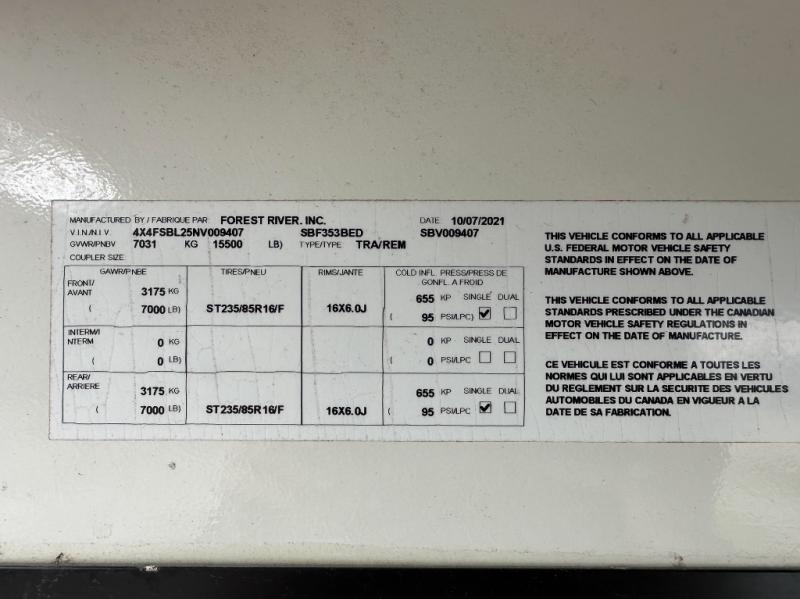 MANUFACTURED BY / FABRIQUE PAR FOREST RIVER. INC. DATE 10/07/2021
V.I.N./N.I.V. 4X4FSBL25NV009407 SBF353BED SBV009407
GVWR/PNBV 7031 KG 15500 LB) TYPE/TYPE TRA/REM
COUPLER SIZE
GAWR/PNBE TIRES/PNEU RIMS/JANTE COLD INFL. PRESS/PRESS DE
GONFL. A FROID
FRONT/
AVANT 3175 KG 655 KP SINGLE DUAL
( 7000 LB) ST235/85R16/F 16X6.0J ( 95 PSI/LPC)
INTERM/I
NTERM 0 KG 0 KP SINGLE DUAL
( 0 LB) ( 0 PSI/LPC
REAR/
ARRIERE 3175 KG 655 KP SINGLE DUAL
( 7000 LB) ST235/85R16/F 16X6.0J ( 95 PSI/LPC
THIS VEHICLE CONFORMS TO ALL APPLICABLE
U.S. FEDERAL MOTOR VEHICLE SAFETY
STANDARDS IN EFFECT ON THE DATE OF
MANUFACTURE SHOWN ABOVE.
THIS VEHICLE CONFORMS TO ALL APPLICABLE
STANDARDS PRESCRIBED UNDER THE CANADIAN
MOTOR VEHICLE SAFETY REGULATIONS IN
EFFECT ON THE DATE OF MANUFACTURE.
CE VEHICULE EST CONFORME A TOUTES LES
NORMES QUI LUI SONT APPLICABLES EN VERTU
DU REGLEMENT SUR LA SECURITE DES VEHICULES
AUTOMOBILES DU CANADA EN VIGUEUR A LA
DATE DE SA FABRICATION.